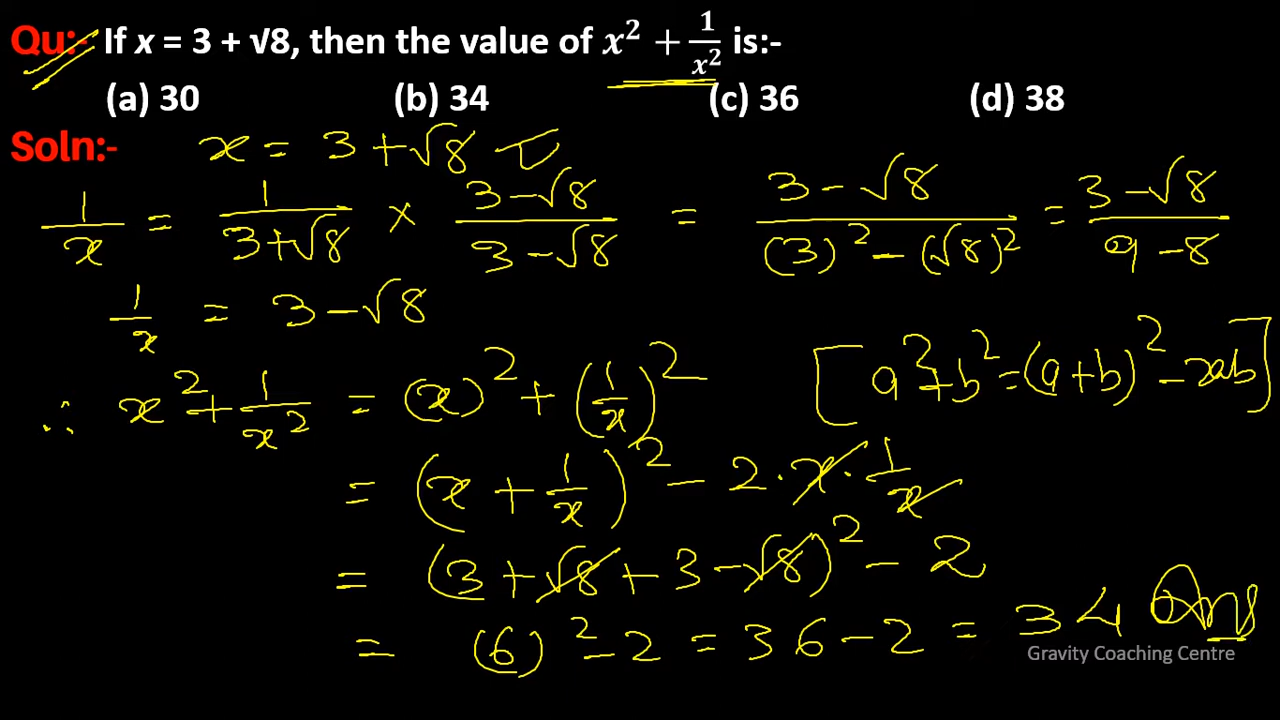 Qu:- If x = 3 + √8, then the value of x² + 1/x² is:-
(a) 30 (b) 34 (c) 36 (d) 38
Soln:- x = 3 + √8
1/x = 1/(3+√8) × (3-√8)/(3-√8) = (3-√8)/((3)² - (√8)²) = (3-√8)/(9-8)
1/x = 3-√8
[a²+b² = (a+b)² - 2ab]
∴ x² + 1/x² = (x)² + (1/x)²
= (x + 1/x)² - 2·x·1/x
= (3 + √8 + 3 - √8)² - 2
= (6)² - 2 = 36 - 2 = 34 Ans
Gravity Coaching Centre